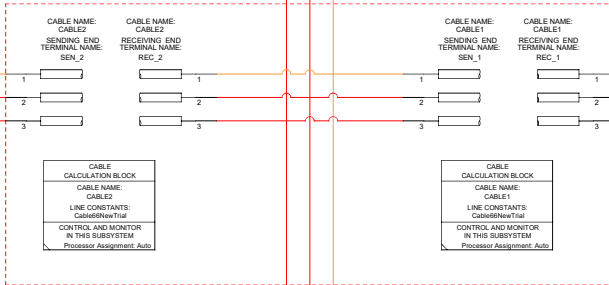 CABLE NAME:
CABLE2
SENDING END
TERMINAL NAME:
SEN_2
1
2
3
CABLE NAME:
CABLE2
RECEIVING END
TERMINAL NAME:
REC_2
1
2
3
CABLE NAME:
CABLE1
SENDING END
TERMINAL NAME:
SEN_1
1
2
3
CABLE NAME:
CABLE1
RECEIVING END
TERMINAL NAME:
REC_1
1
2
3
CABLE
CALCULATION BLOCK
CABLE NAME:
CABLE2
LINE CONSTANTS:
Cable66NewTrial
CONTROL AND MONITOR
IN THIS SUBSYSTEM
Processor Assignment: Auto
CABLE
CALCULATION BLOCK
CABLE NAME:
CABLE1
LINE CONSTANTS:
Cable66NewTrial
CONTROL AND MONITOR
IN THIS SUBSYSTEM
Processor Assignment: Auto